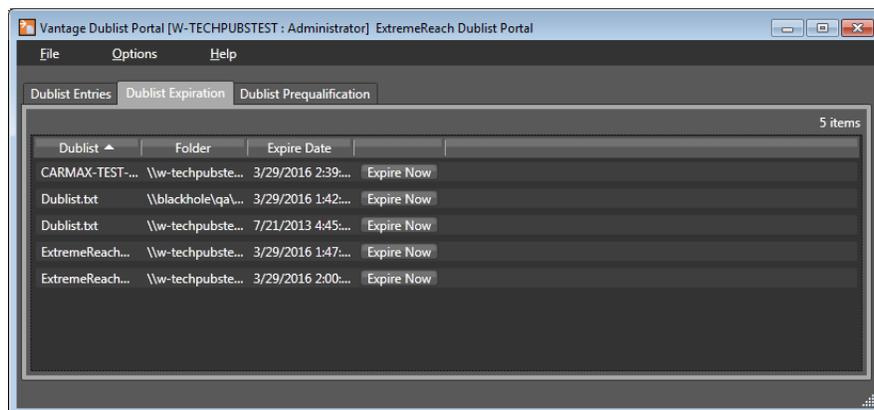 Vantage Dublist Portal [W-TECHPUBSTEST : Administrator] ExtremeReach Dublist Portal
File Options Help
Dublist Entries Dublist Expiration Dublist Prequalification
5 items
Dublist Folder Expire Date
CARMAX-TEST-... \\w-techpubste... 3/29/2016 2:39:... Expire Now
Dublist.txt \\blackhole\qa\... 3/29/2016 1:42:... Expire Now
Dublist.txt \\w-techpubste... 7/21/2013 4:45:... Expire Now
ExtremeReach... \\w-techpubste... 3/29/2016 1:47:... Expire Now
ExtremeReach... \\w-techpubste... 3/29/2016 2:00:... Expire Now